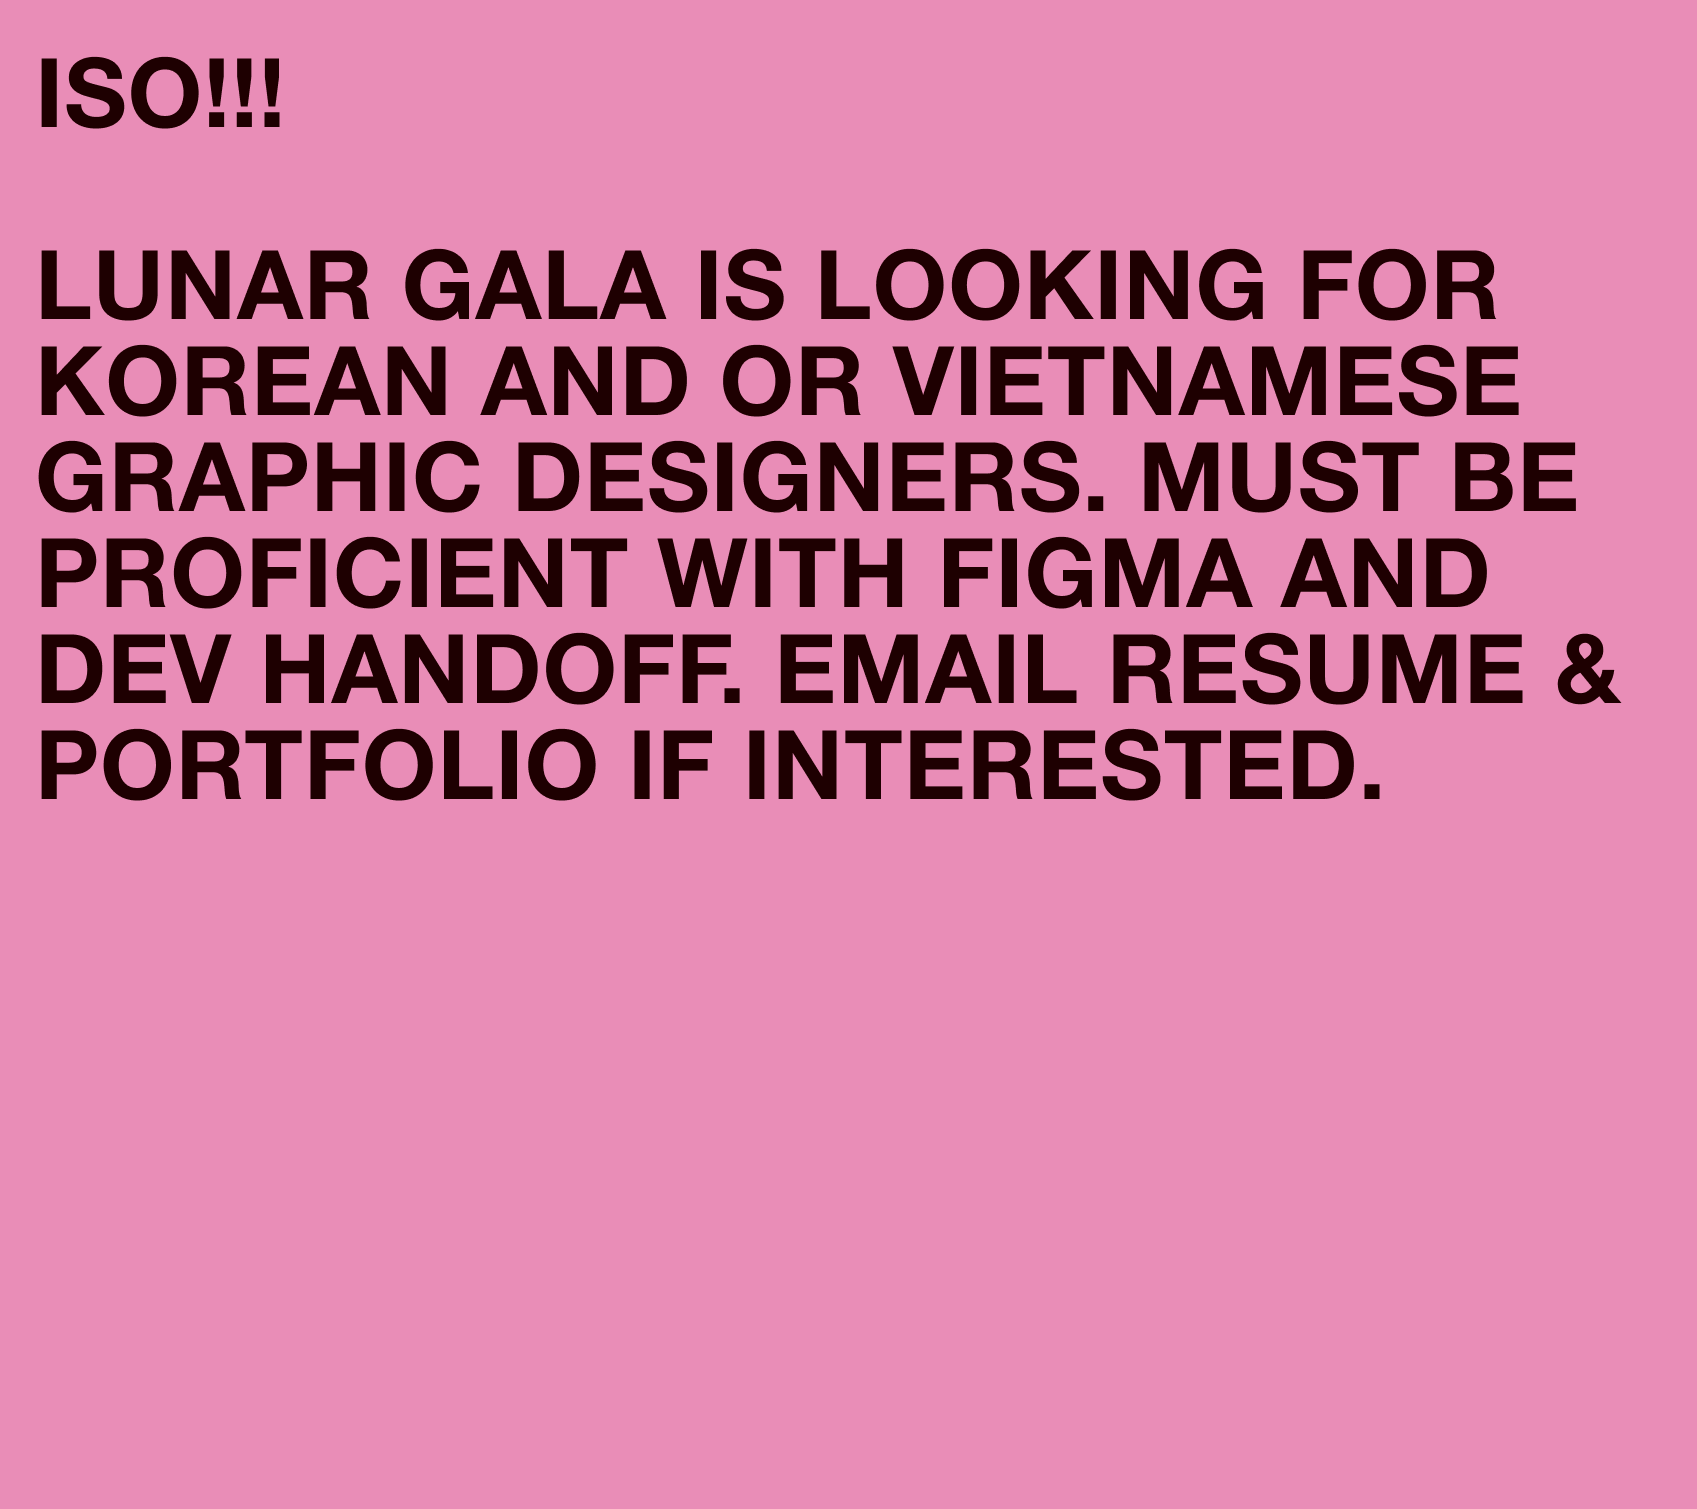 ISO!!!
LUNAR GALA IS LOOKING FOR
KOREAN AND OR VIETNAMESE
GRAPHIC DESIGNERS. MUST BE
PROFICIENT WITH FIGMA AND
DEV HANDOFF. EMAIL RESUME &
PORTFOLIO IF INTERESTED.